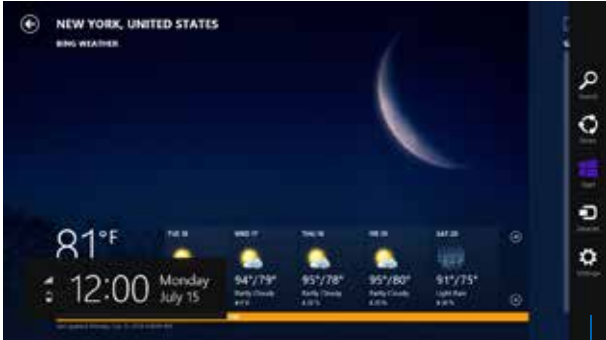 NEW YORK, UNITED STATES
BING WEATHER
81°F
TUE 16
WED 17
THU 18
FRI 19
SAT 20
94°/79°
95°/78°
95°/80°
91°/75°
Partly Cloudy
Partly Cloudy
Partly Cloudy
Light Rain
12:00
Monday
July 15
Search
Share
Start
Devices
Settings